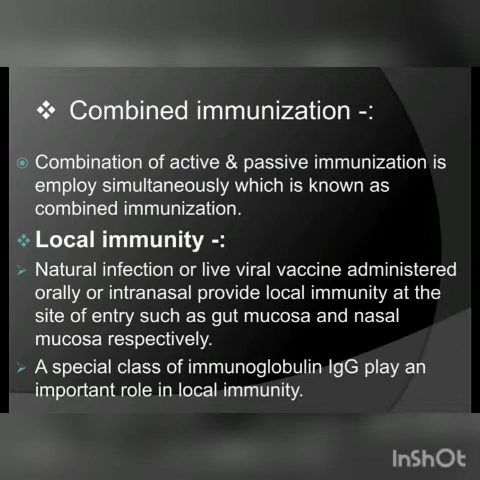 ❖ Combined immunization -:
Combination of active & passive immunization is
employ simultaneously which is known as
combined immunization.
❖ Local immunity -:
➢ Natural infection or live viral vaccine administered
orally or intranasal provide local immunity at the
site of entry such as gut mucosa and nasal
mucosa respectively.
➢ A special class of immunoglobulin IgG play an
important role in local immunity.
InShOt